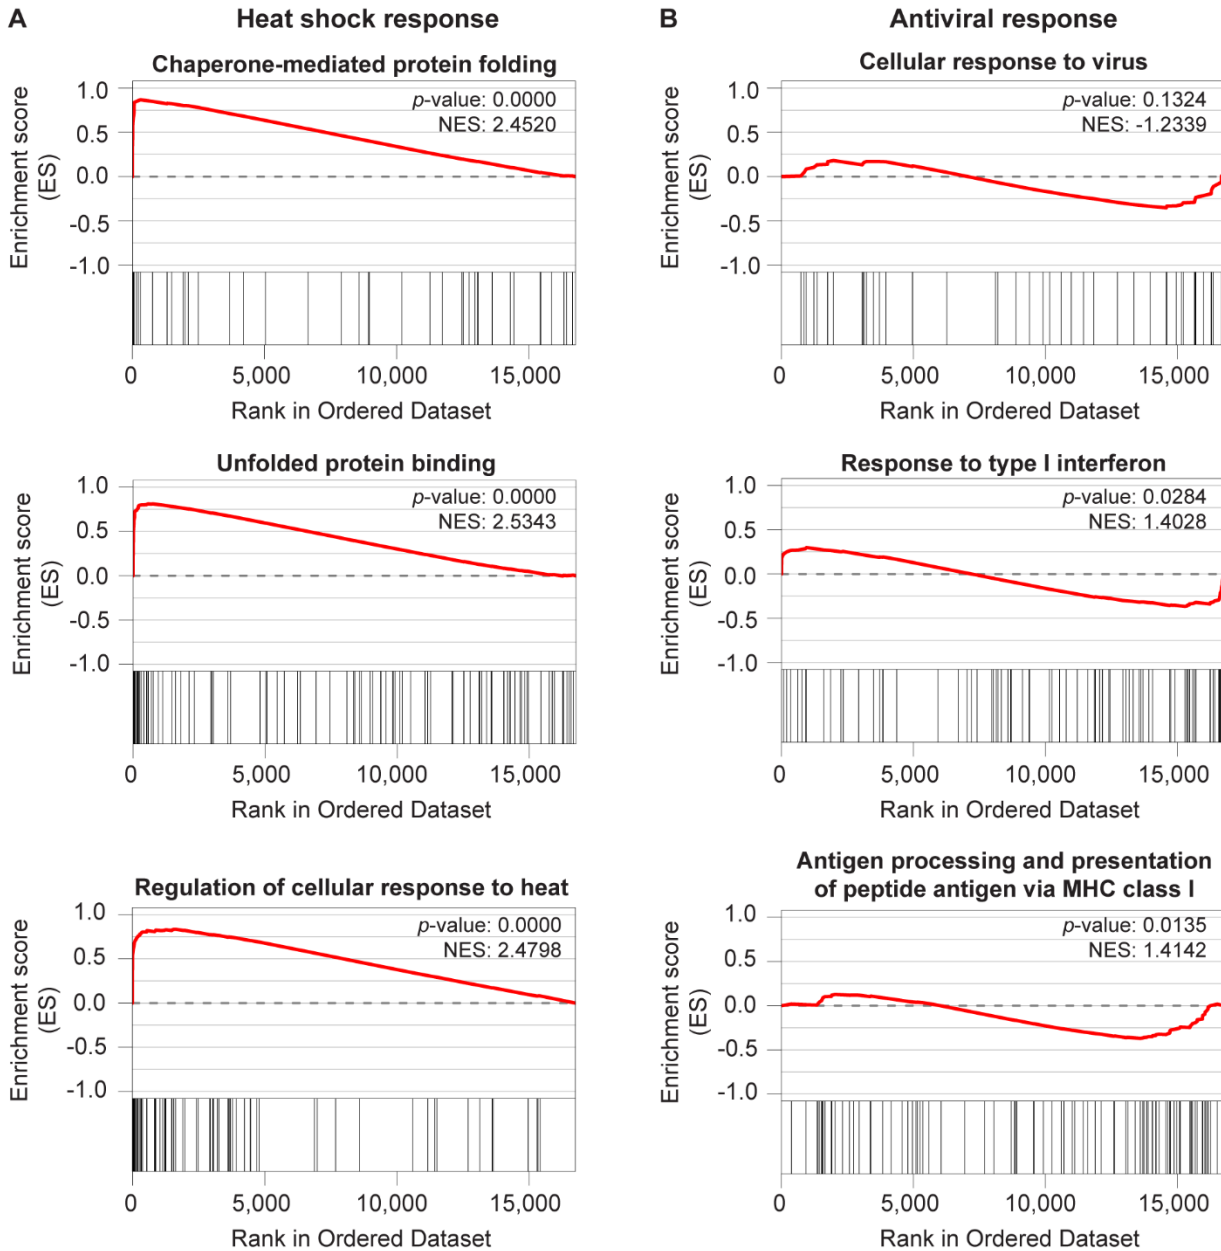 A
Heat shock response
Chaperone-mediated protein folding
Enrichment score
(ES)
1.0
0.5
0.0
-0.5
-1.0
p-value: 0.0000
NES: 2.4520
0
5,000
10,000
15,000
Rank in Ordered Dataset
Unfolded protein binding
Enrichment score
(ES)
1.0
0.5
0.0
-0.5
-1.0
p-value: 0.0000
NES: 2.5343
0
5,000
10,000
15,000
Rank in Ordered Dataset
Regulation of cellular response to heat
Enrichment score
(ES)
1.0
0.5
0.0
-0.5
-1.0
p-value: 0.0000
NES: 2.4798
0
5,000
10,000
15,000
Rank in Ordered Dataset
B
Antiviral response
Cellular response to virus
Enrichment score
(ES)
1.0
0.5
0.0
-0.5
-1.0
p-value: 0.1324
NES: -1.2339
0
5,000
10,000
15,000
Rank in Ordered Dataset
Response to type I interferon
Enrichment score
(ES)
1.0
0.5
0.0
-0.5
-1.0
p-value: 0.0284
NES: 1.4028
0
5,000
10,000
15,000
Rank in Ordered Dataset
Antigen processing and presentation
of peptide antigen via MHC class I
Enrichment score
(ES)
1.0
0.5
0.0
-0.5
-1.0
p-value: 0.0135
NES: 1.4142
0
5,000
10,000
15,000
Rank in Ordered Dataset